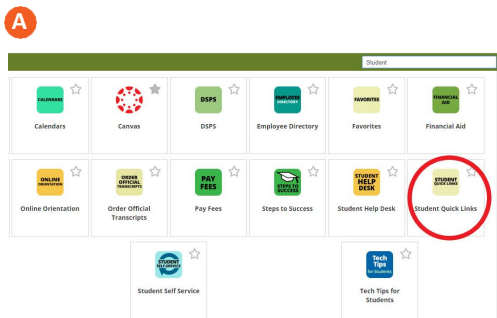 A
Student
CALENDARS
DSPS
EMPLOYEE
DIRECTORY
FAVORITES
FINANCIAL
AID
Calendars
Canvas
DSPS
Employee Directory
Favorites
Financial Aid
ONLINE
ORIENTATION
ORDER
OFFICIAL
TRANSCRIPTS
PAY
FEES
STEPS TO
SUCCESS
STUDENT
HELP
DESK
STUDENT
QUICK LINKS
Online Orientation
Order Official
Transcripts
Pay Fees
Steps to Success
Student Help Desk
Student Quick Links
STUDENT
SELF-SERVICE
Tech
Tips
for Students
Student Self Service
Tech Tips for
Students